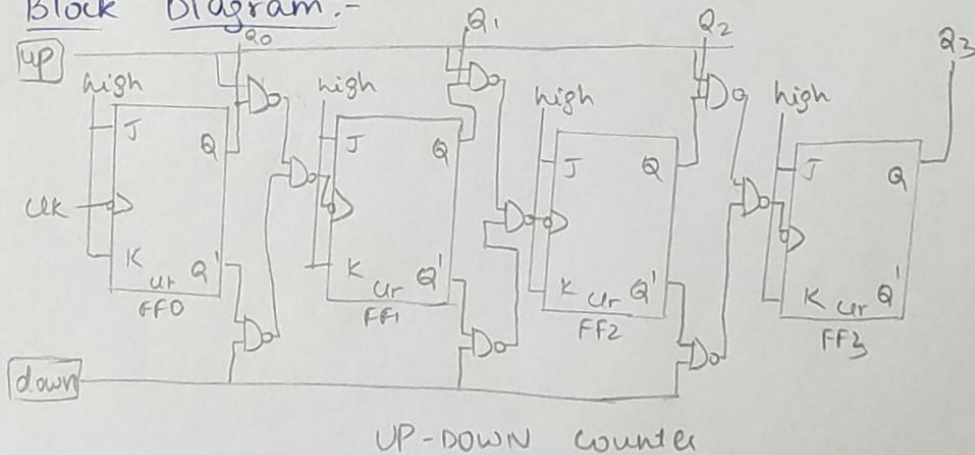 Block Diagram:-
up
Q0
Q1
Q2
Q3
high
high
high
high
J
Q
J
Q
J
Q
J
Q
clk
K
clr
Q'
K
clr
Q'
K
clr
Q'
K
clr
Q'
FF0
FF1
FF2
FF3
down
UP-DOWN Counter